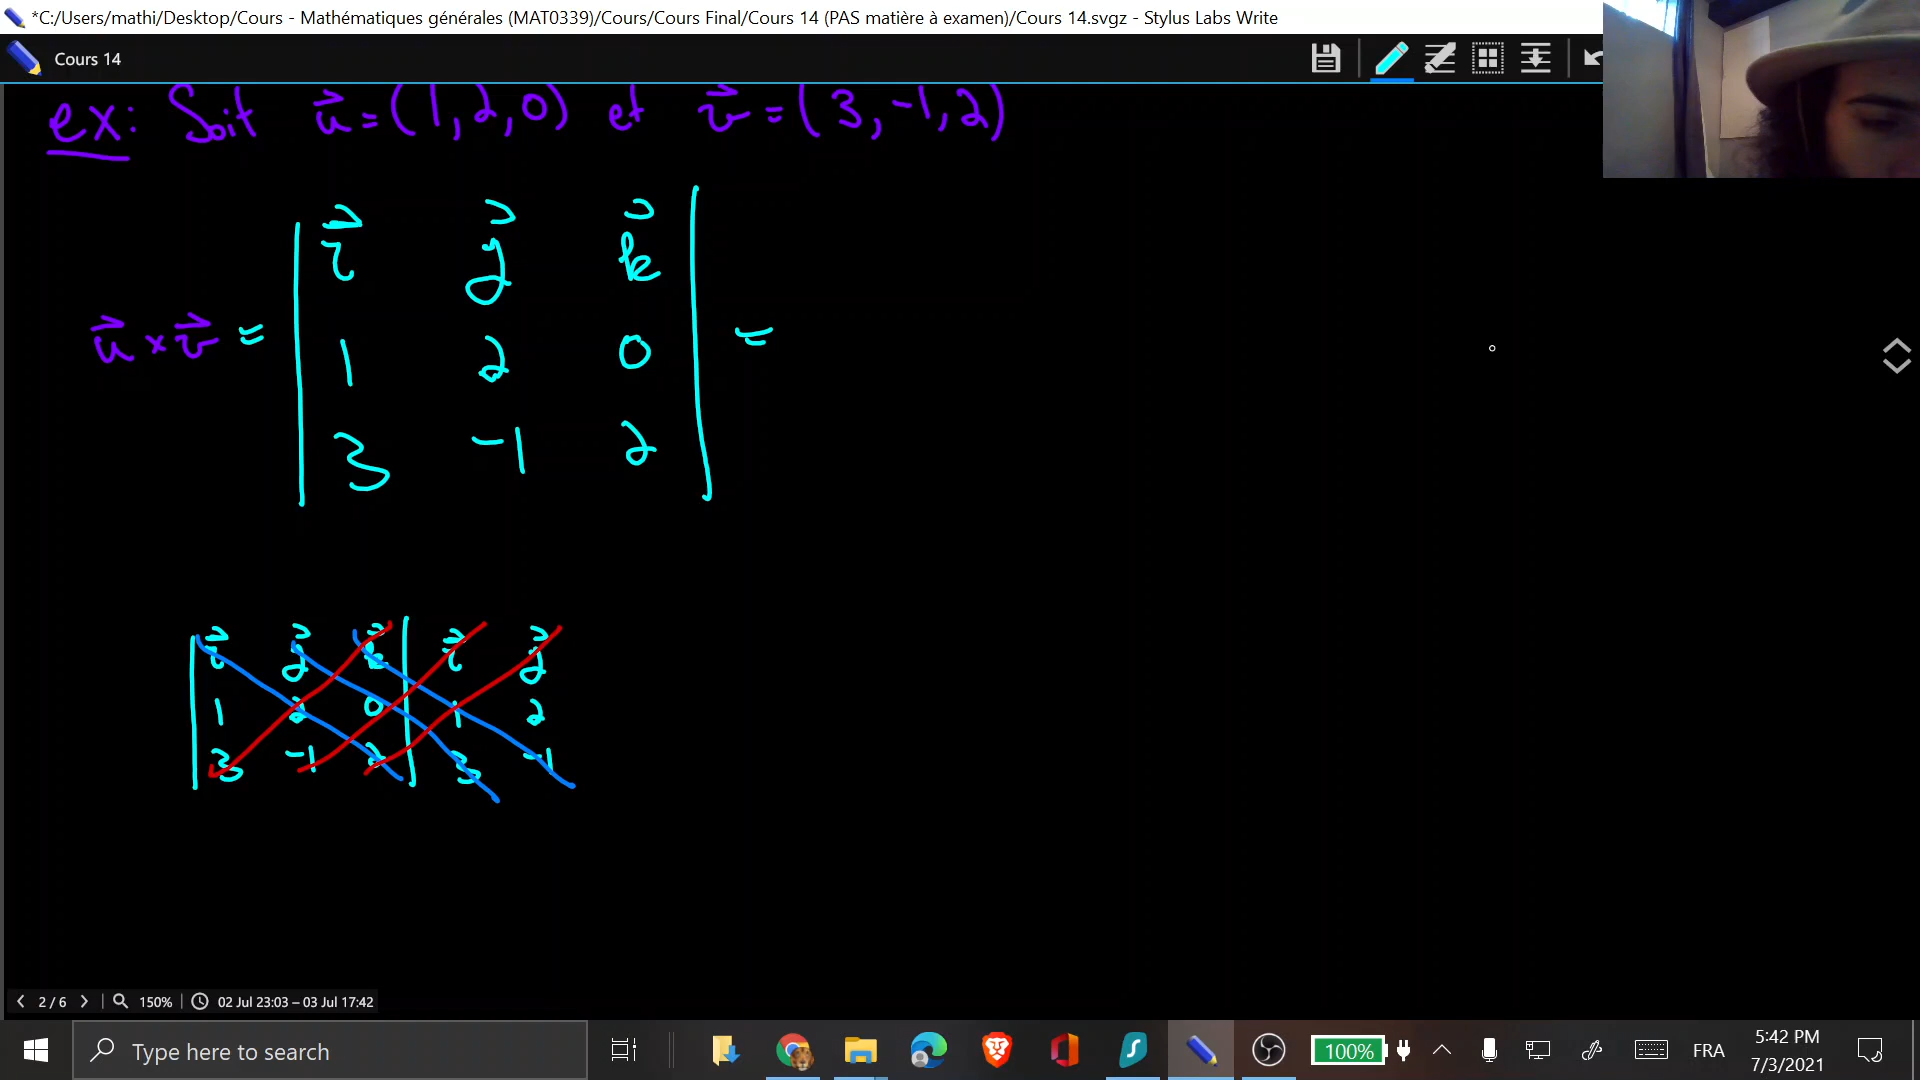 *C:/Users/mathi/Desktop/Cours - Mathématiques générales (MAT0339)/Cours/Cours Final/Cours 14 (PAS matière à examen)/Cours 14.svgz - Stylus Labs Write
Cours 14
ex: Soit u⃗ = (1, 2, 0) et v⃗ = (3, -1, 2)
i⃗ j⃗ k⃗
u⃗ × v⃗ = | 1 2 0 | =
3 -1 2
i⃗ j⃗ k⃗ | i⃗ j⃗
1 2 0 | 1 2
3 -1 2 | 3 -1
2 / 6 150% 02 Jul 23:03 – 03 Jul 17:42
Type here to search
100% FRA 5:42 PM
7/3/2021